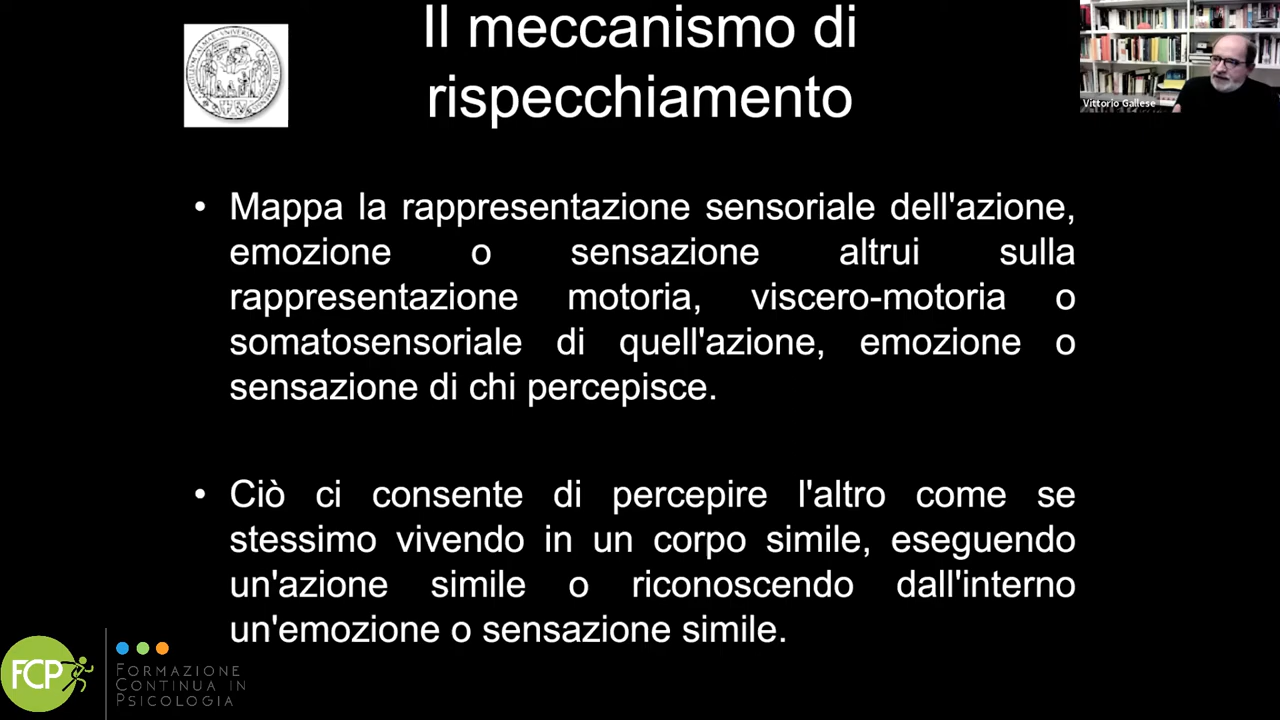 Il meccanismo di
rispecchiamento
Vittorio Gallese
• Mappa la rappresentazione sensoriale dell'azione,
emozione o sensazione altrui sulla
rappresentazione motoria, viscero-motoria o
somatosensoriale di quell'azione, emozione o
sensazione di chi percepisce.
• Ciò ci consente di percepire l'altro come se
stessimo vivendo in un corpo simile, eseguendo
un'azione simile o riconoscendo dall'interno
un'emozione o sensazione simile.
FCP
FORMAZIONE
CONTINUA IN
PSICOLOGIA